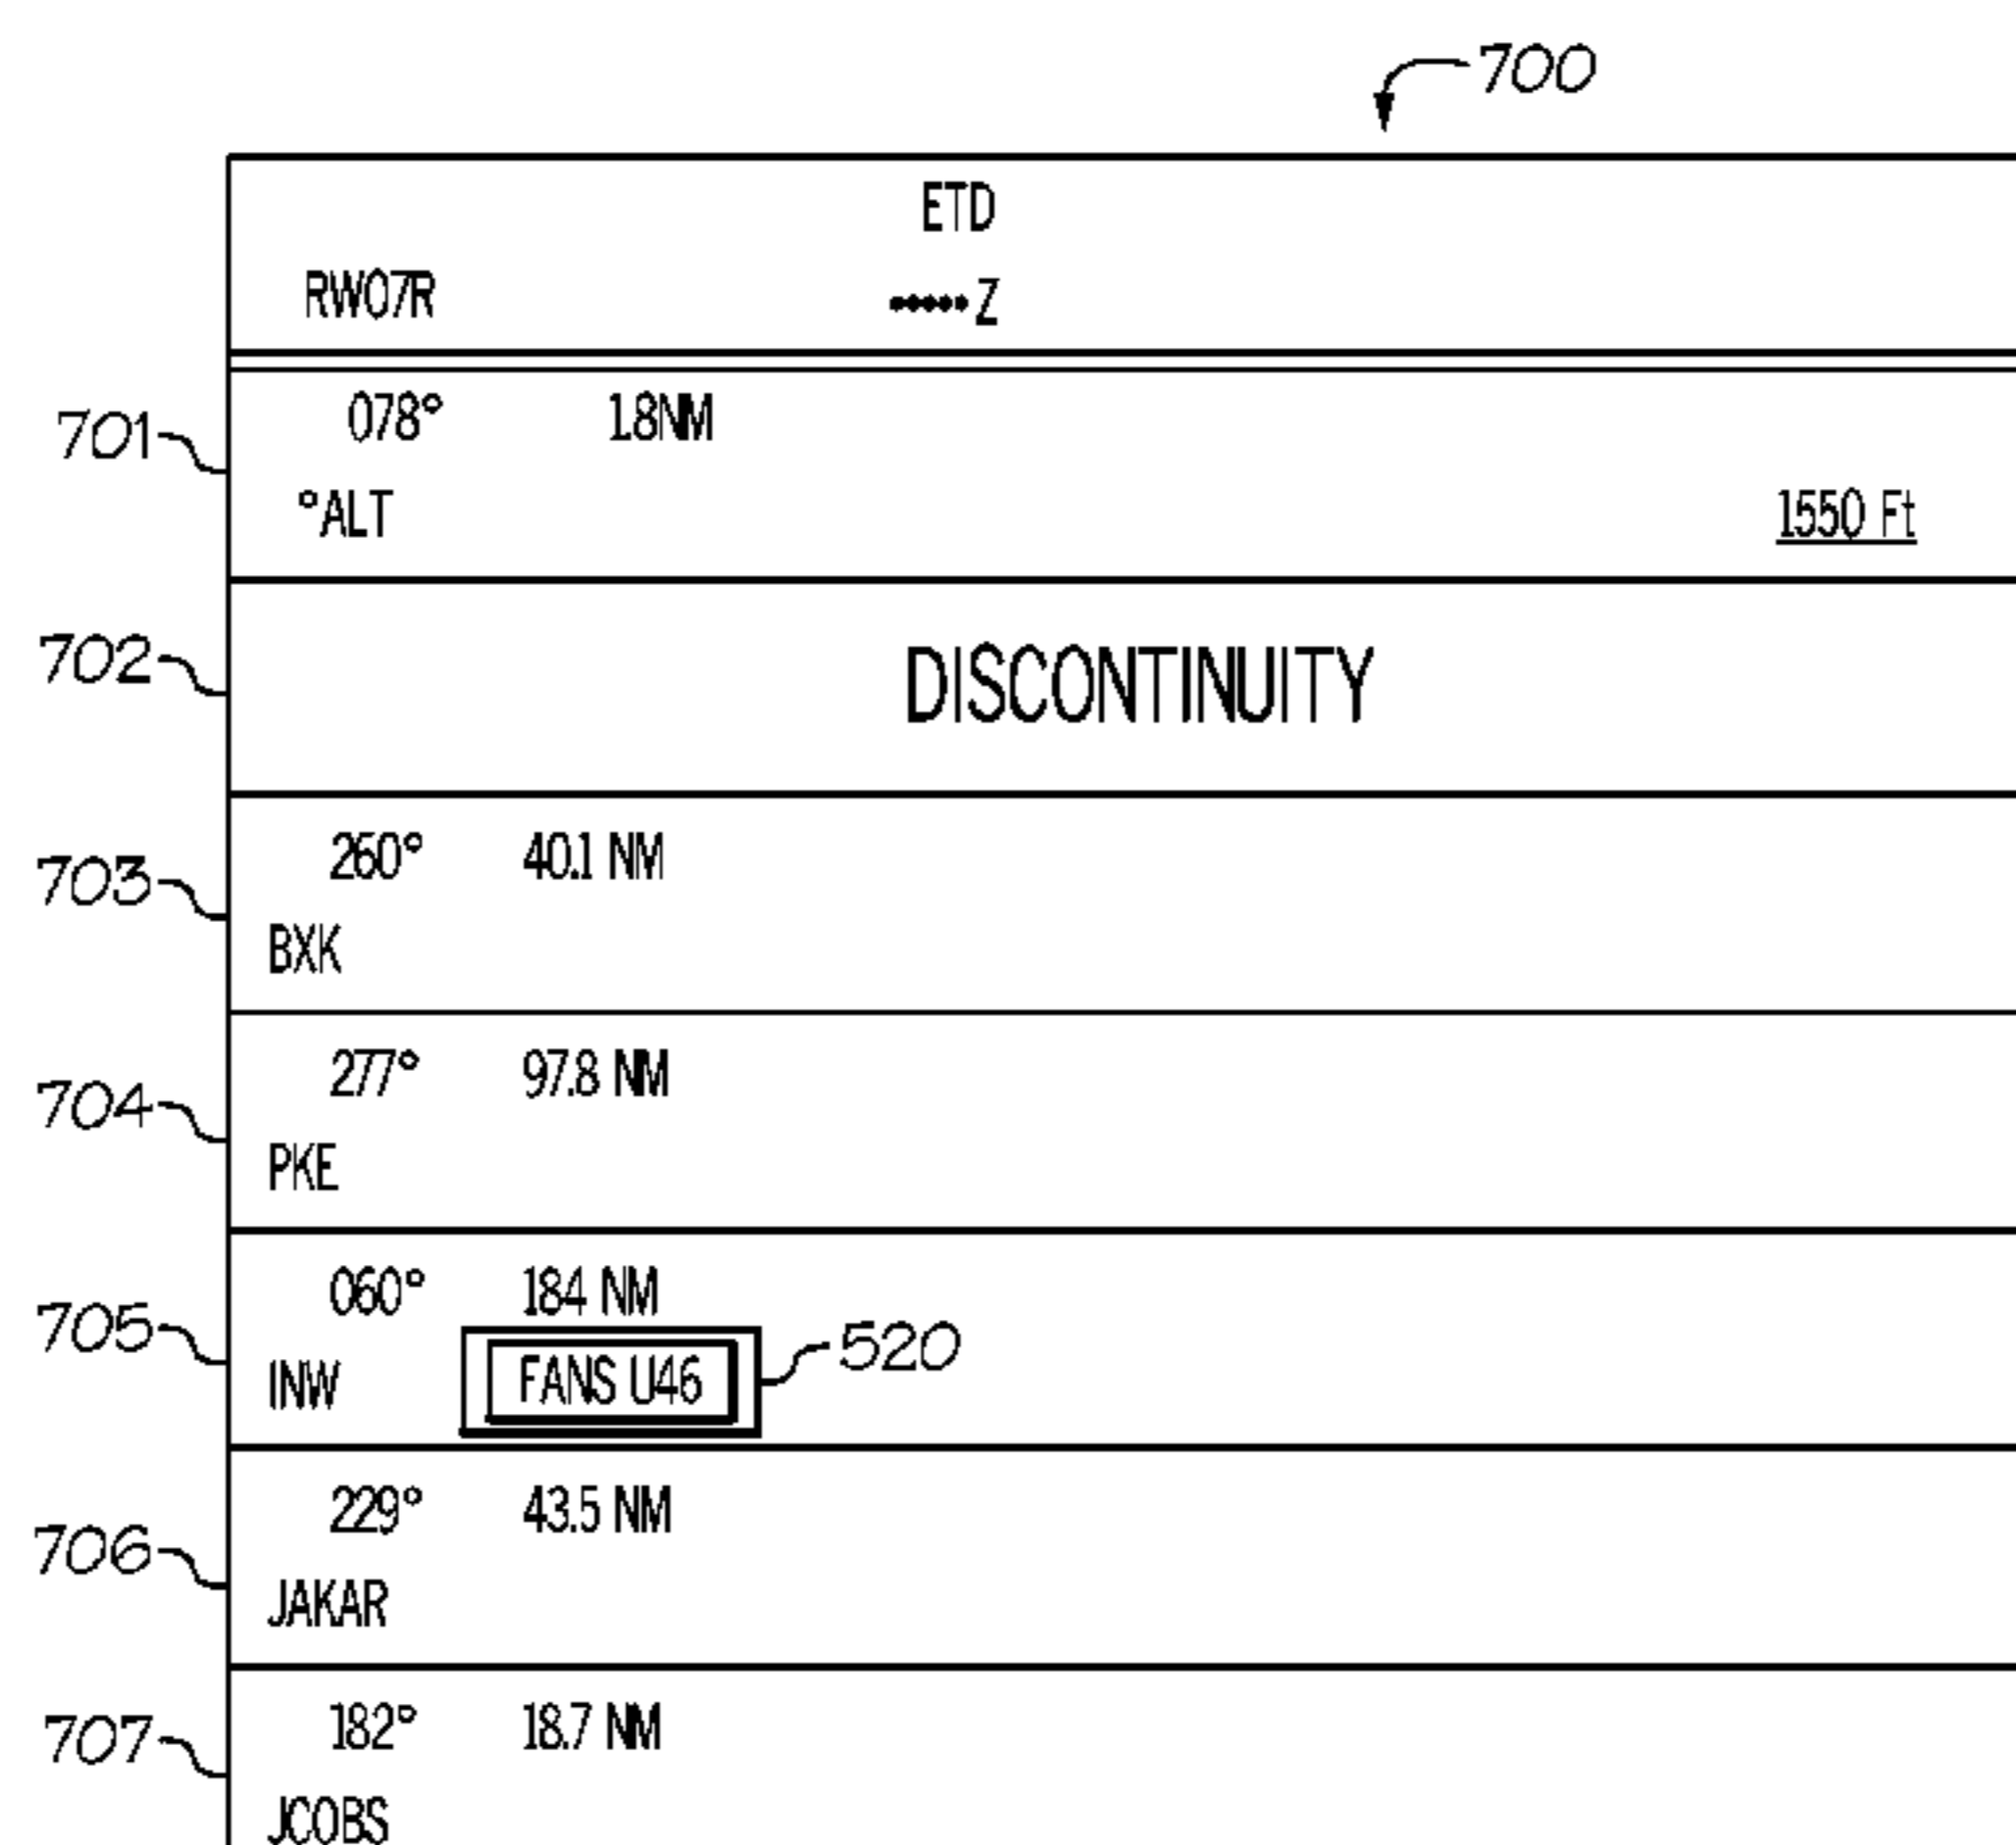 700
ETD
RW07R •••••Z
701 078° 1.8NM
°ALT 1550 Ft
702 DISCONTINUITY
703 260° 40.1 NM
BXK
704 277° 97.8 NM
PKE
705 060° 184 NM
INW FANS U46 520
706 229° 43.5 NM
JAKAR
707 182° 18.7 NM
JCOBS